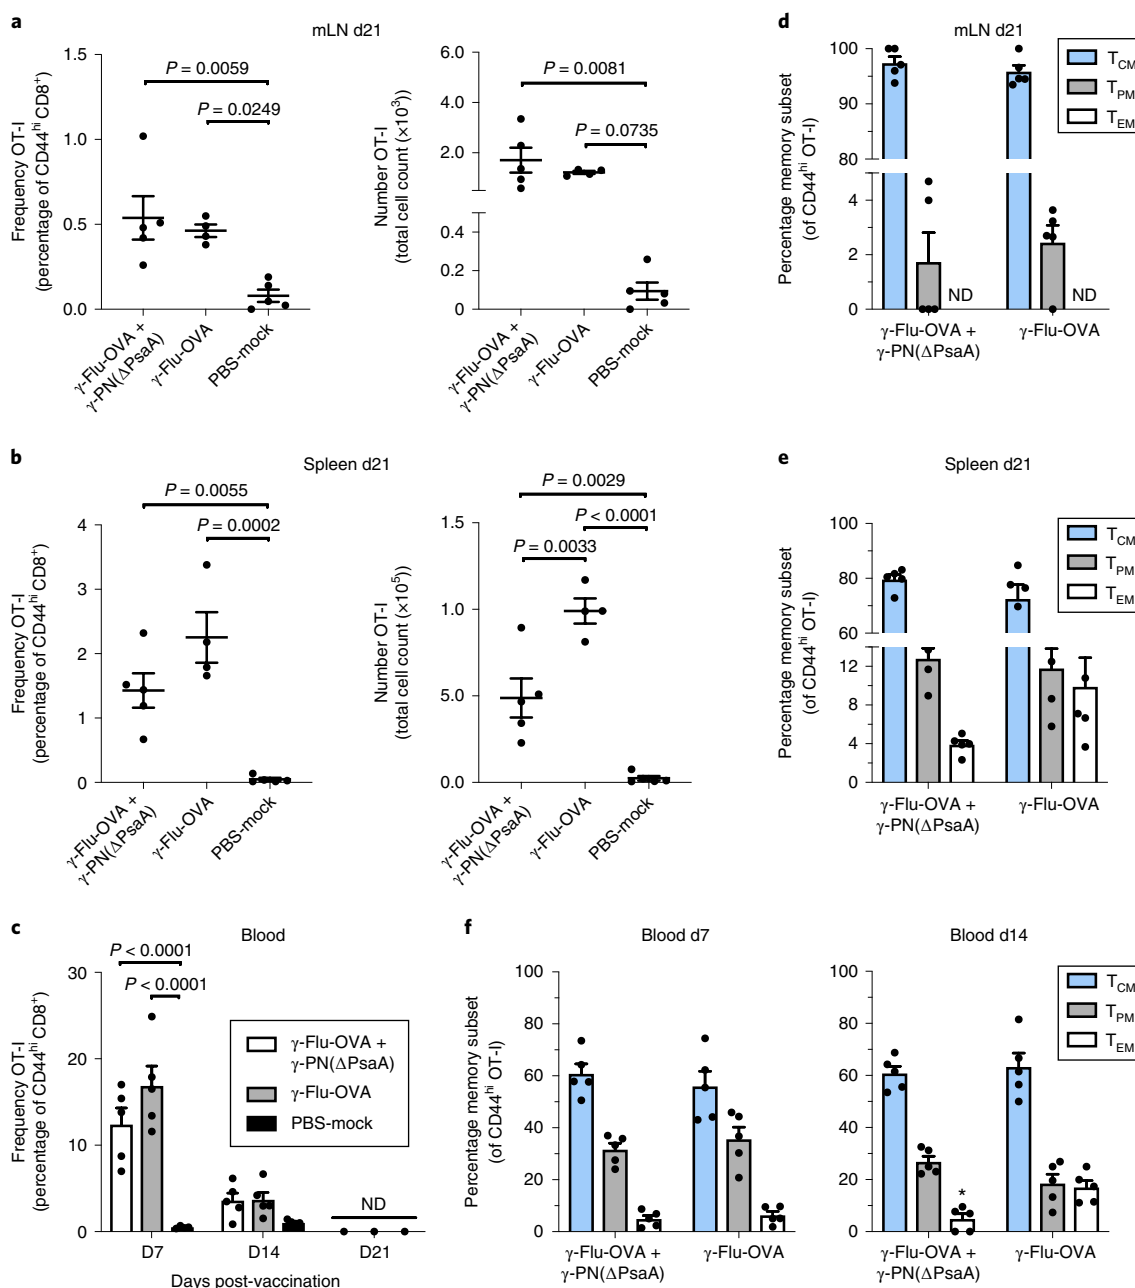 a
mLN d21
Frequency OT-I
(percentage of CD44hi CD8+)
1.5
1.0
0.5
0.0
P = 0.0059
P = 0.0249
γ-Flu-OVA +
γ-PN(ΔPsaA)
γ-Flu-OVA
PBS-mock
Number OT-I
(total cell count (×10³))
6.0
4.0
2.0
0.4
0.2
0
P = 0.0081
P = 0.0735
γ-Flu-OVA +
γ-PN(ΔPsaA)
γ-Flu-OVA
PBS-mock
d
mLN d21
Percentage memory subset
(of CD44hi OT-I)
100
95
90
80
6
4
2
0
ND
ND
γ-Flu-OVA +
γ-PN(ΔPsaA)
γ-Flu-OVA
TCM
TPM
TEM
b
Spleen d21
Frequency OT-I
(percentage of CD44hi CD8+)
4
3
2
1
0
P = 0.0055
P = 0.0002
γ-Flu-OVA +
γ-PN(ΔPsaA)
γ-Flu-OVA
PBS-mock
Number OT-I
(total cell count (×10⁵))
1.5
1.0
5.0
0.0
P = 0.0029
P < 0.0001
P = 0.0033
γ-Flu-OVA +
γ-PN(ΔPsaA)
γ-Flu-OVA
PBS-mock
e
Spleen d21
Percentage memory subset
(of CD44hi OT-I)
100
80
60
12
8
4
0
γ-Flu-OVA +
γ-PN(ΔPsaA)
γ-Flu-OVA
TCM
TPM
TEM
c
Blood
Frequency OT-I
(percentage of CD44hi CD8+)
30
20
10
0
P < 0.0001
P < 0.0001
γ-Flu-OVA +
γ-PN(ΔPsaA)
γ-Flu-OVA
PBS-mock
ND
D7
D14
D21
Days post-vaccination
f
Blood d7
Percentage memory subset
(of CD44hi OT-I)
100
80
60
40
20
0
γ-Flu-OVA +
γ-PN(ΔPsaA)
γ-Flu-OVA
Blood d14
100
80
60
40
20
0
*
γ-Flu-OVA +
γ-PN(ΔPsaA)
γ-Flu-OVA
TCM
TPM
TEM